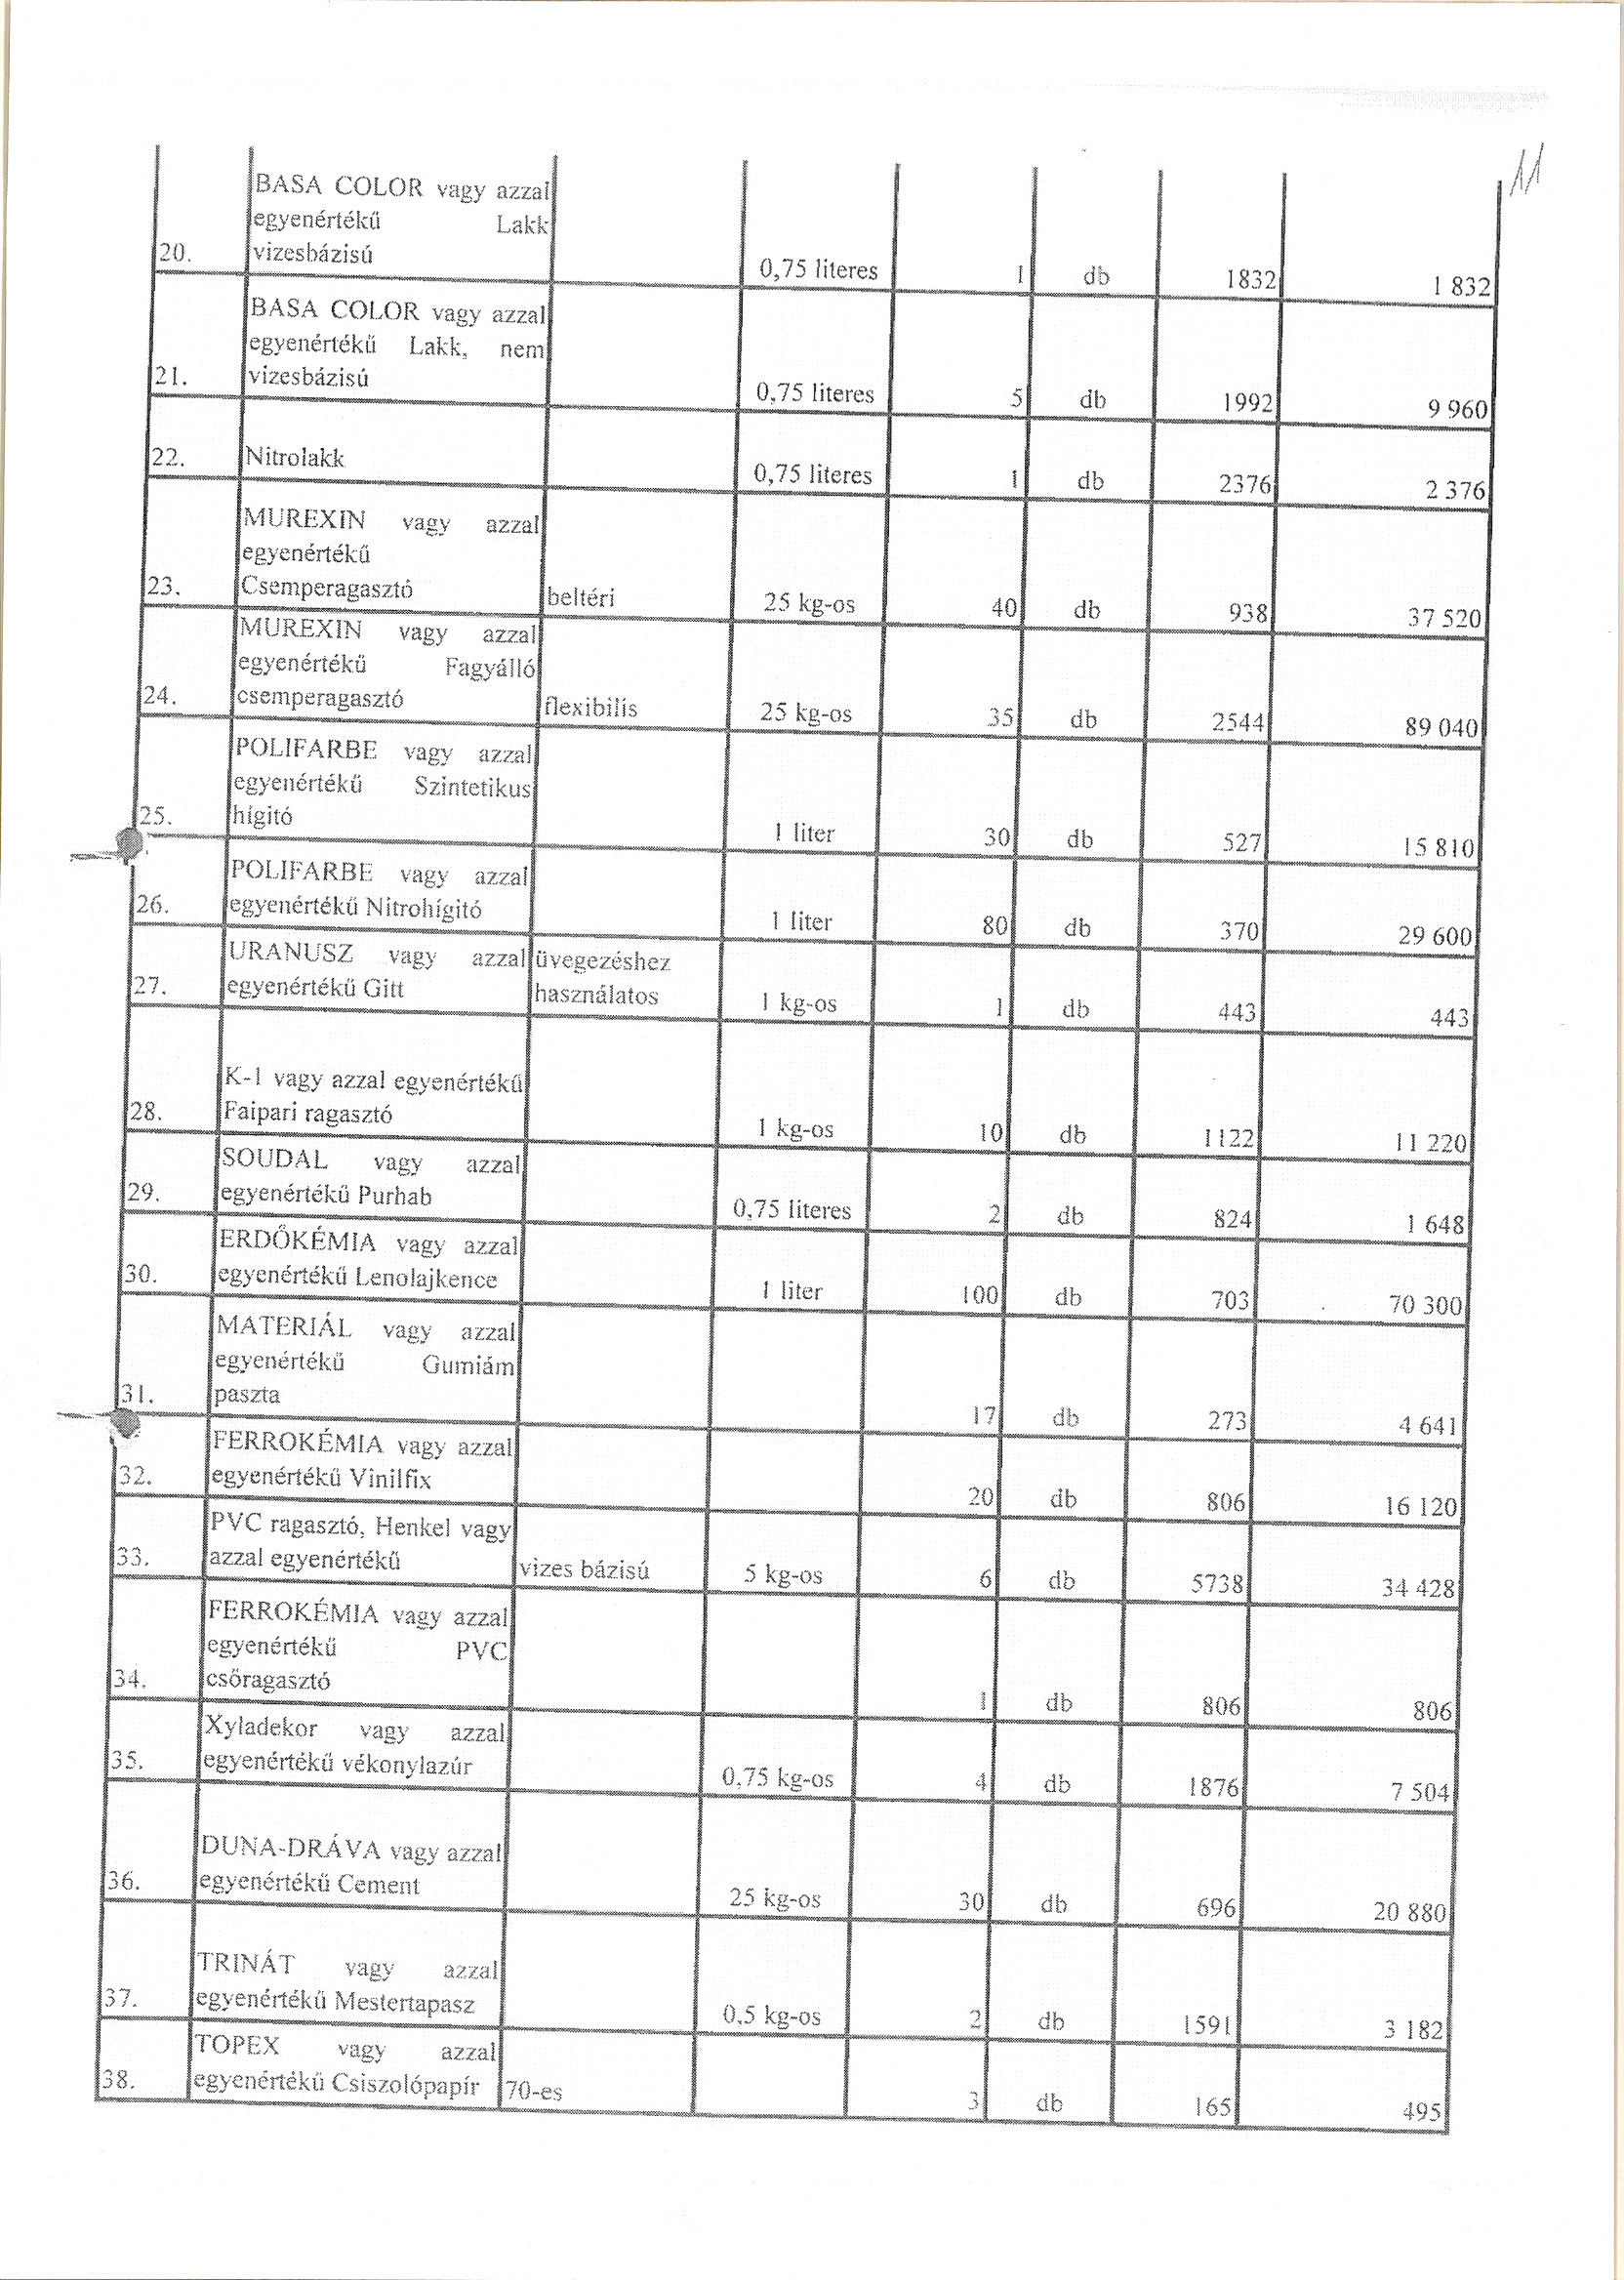 11
BASA COLOR vagy azzal
egyenértékű Lakk
20. vizesbázisú 0,75 literes 1 db 1832 1 832
BASA COLOR vagy azzal
egyenértékű Lakk, nem
21. vizesbázisú 0,75 literes 5 db 1992 9 960
22. Nitrolakk 0,75 literes 1 db 2376 2 376
MUREXIN vagy azzal
egyenértékű
23. Csemperagasztó beltéri 25 kg-os 40 db 938 37 520
MUREXIN vagy azzal
egyenértékű Fagyálló
24. csemperagasztó flexibilis 25 kg-os 35 db 2544 89 040
POLIFARBE vagy azzal
egyenértékű Szintetikus
25. hígitó 1 liter 30 db 527 15 810
POLIFARBE vagy azzal
26. egyenértékű Nitrohígitó 1 liter 80 db 370 29 600
URANUSZ vagy azzal üvegezéshez
27. egyenértékű Gitt használatos 1 kg-os 1 db 443 443
K-1 vagy azzal egyenértékű
28. Faipari ragasztó 1 kg-os 10 db 1122 11 220
SOUDAL vagy azzal
29. egyenértékű Purhab 0,75 literes 2 db 824 1 648
ERDŐKÉMIA vagy azzal
30. egyenértékű Lenolajkence 1 liter 100 db 703 70 300
MATERIÁL vagy azzal
egyenértékű Gumiám
31. paszta 17 db 273 4 641
FERROKÉMIA vagy azzal
32. egyenértékű Vinilfix 20 db 806 16 120
PVC ragasztó, Henkel vagy
33. azzal egyenértékű vizes bázisú 5 kg-os 6 db 5738 34 428
FERROKÉMIA vagy azzal
egyenértékű PVC
34. csőragasztó 1 db 806 806
Xyladekor vagy azzal
35. egyenértékű vékonylazúr 0,75 kg-os 4 db 1876 7 504
DUNA-DRÁVA vagy azzal
36. egyenértékű Cement 25 kg-os 30 db 696 20 880
TRINÁT vagy azzal
37. egyenértékű Mestertapasz 0,5 kg-os 2 db 1591 3 182
TOPEX vagy azzal
38. egyenértékű Csiszolópapír 70-es 3 db 165 495